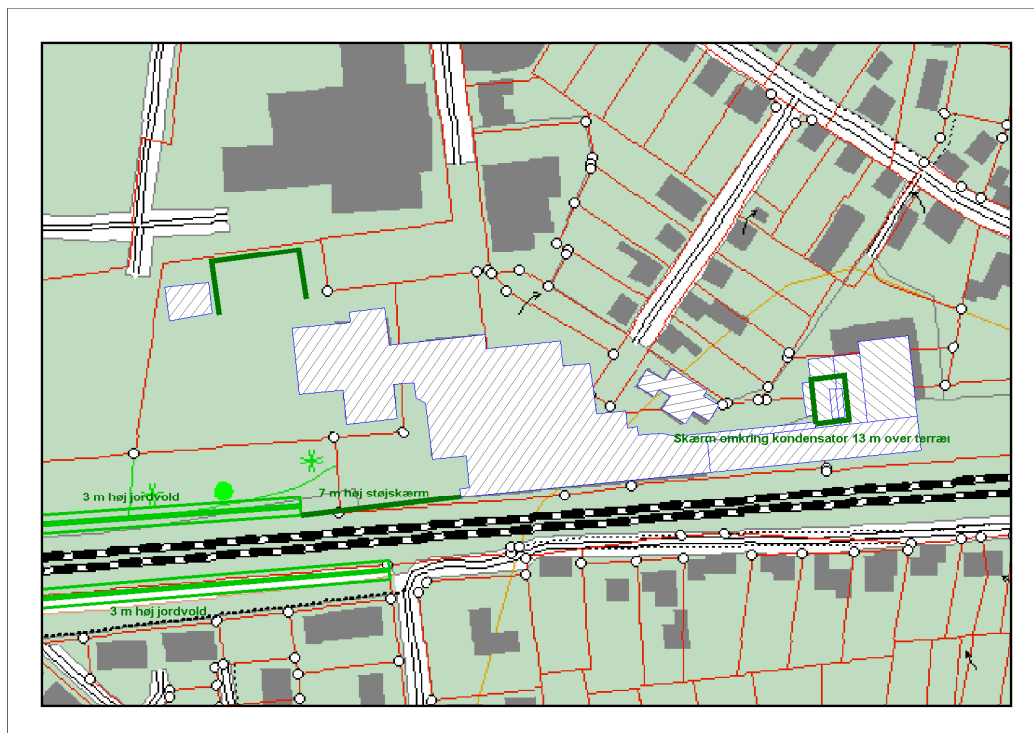 Skærm omkring kondensator 13 m over terræn
3 m høj jordvold
7 m høj støjskærm
3 m høj jordvold